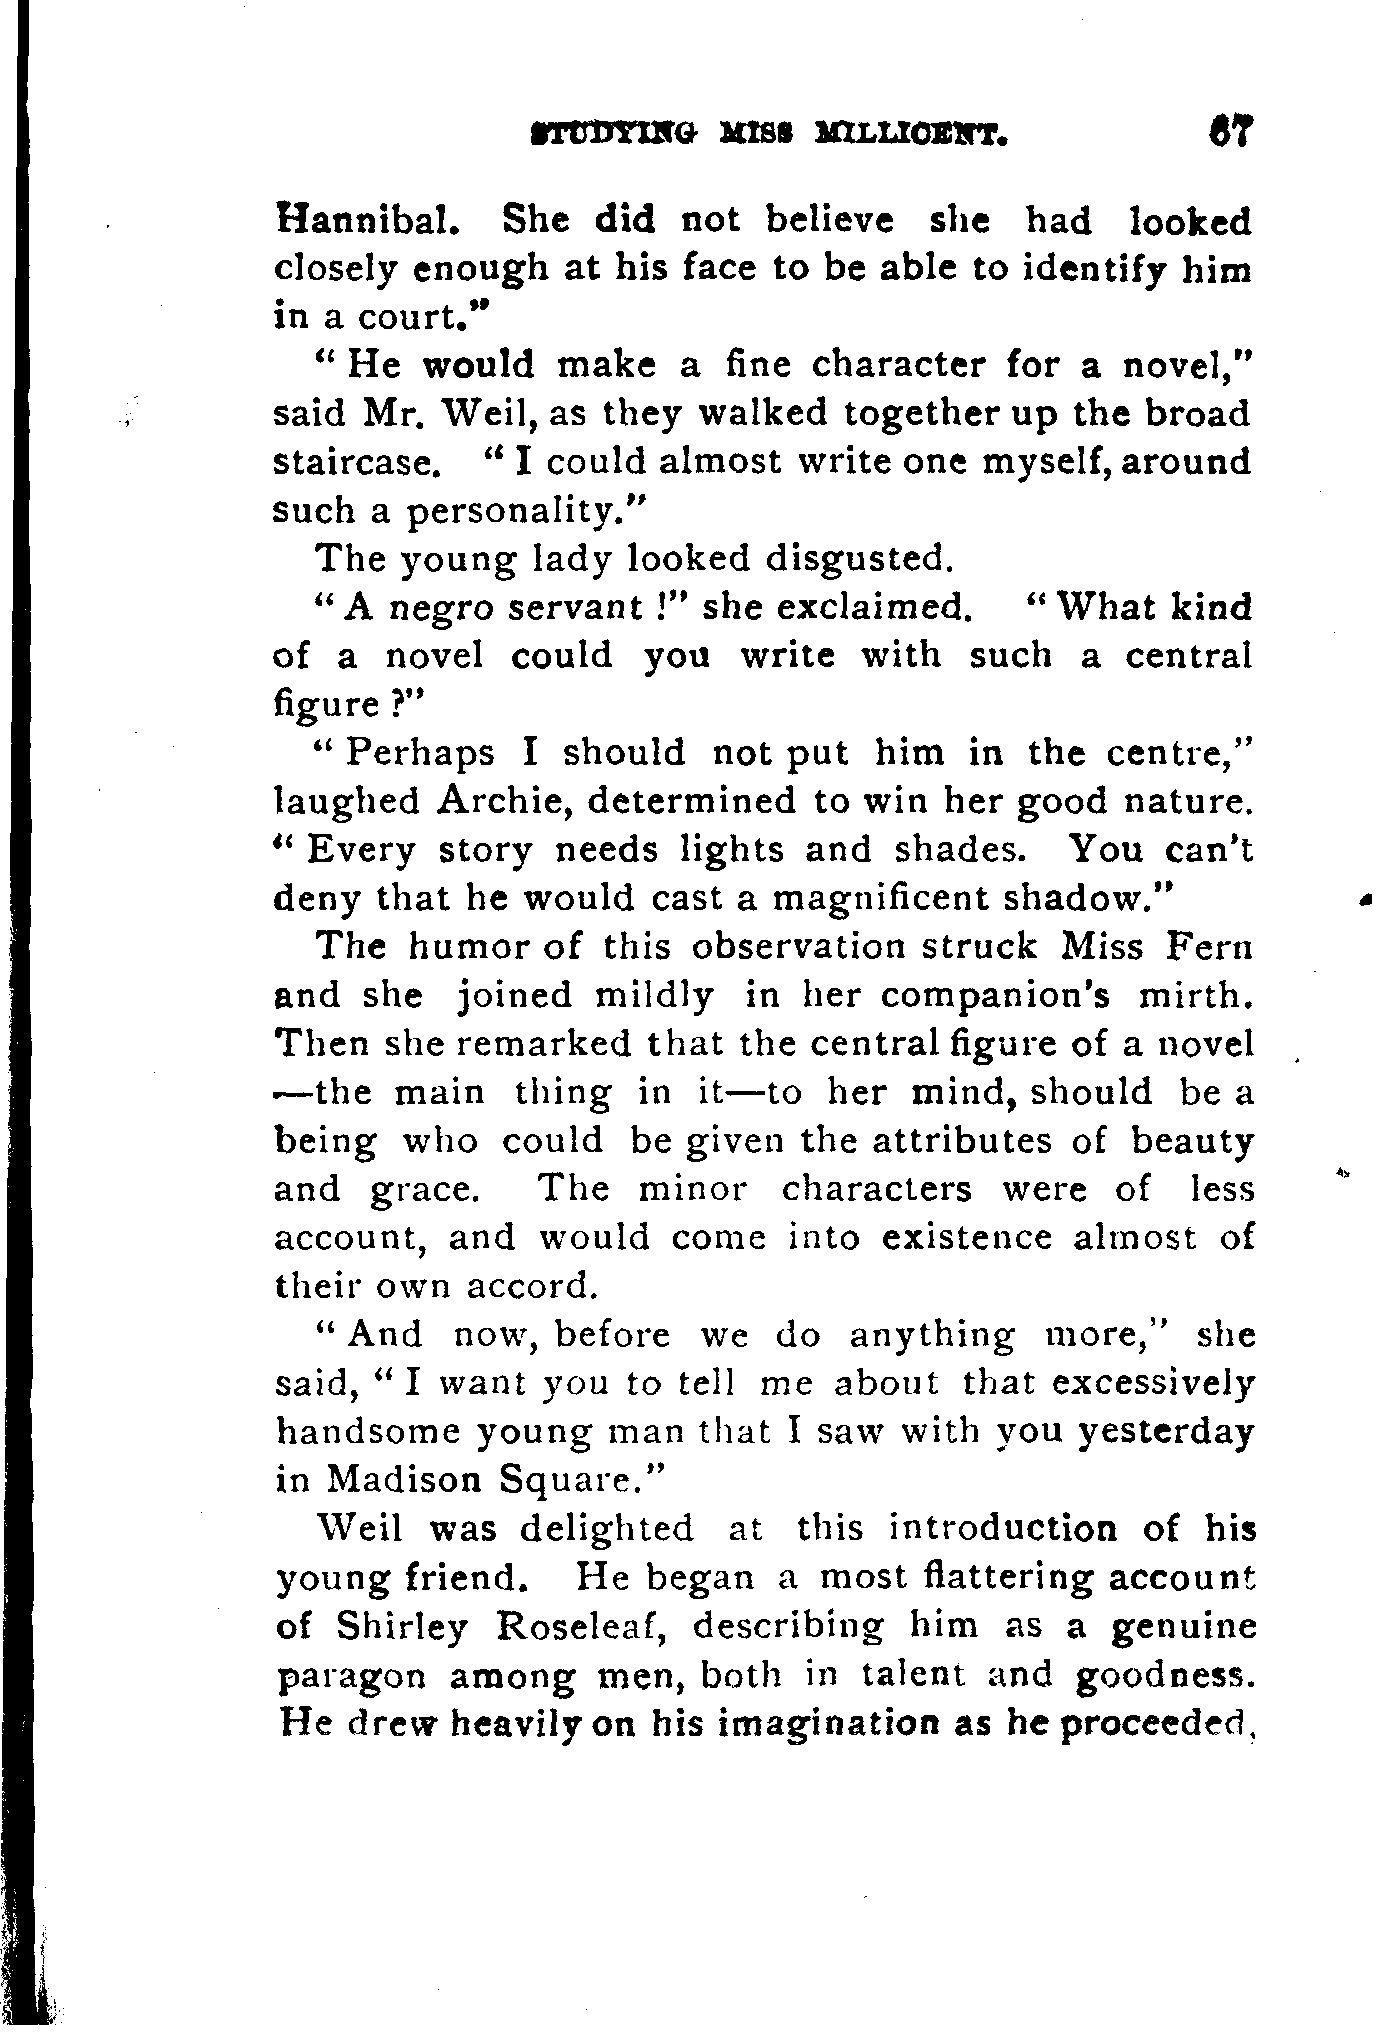 STUDYING MISS MILLICENT. 67
Hannibal. She did not believe she had looked
closely enough at his face to be able to identify him
in a court."
" He would make a fine character for a novel,"
said Mr. Weil, as they walked together up the broad
staircase. " I could almost write one myself, around
such a personality."
The young lady looked disgusted.
" A negro servant !" she exclaimed. " What kind
of a novel could you write with such a central
figure ?"
" Perhaps I should not put him in the centre,"
laughed Archie, determined to win her good nature.
" Every story needs lights and shades. You can't
deny that he would cast a magnificent shadow."
The humor of this observation struck Miss Fern
and she joined mildly in her companion's mirth.
Then she remarked that the central figure of a novel
—the main thing in it—to her mind, should be a
being who could be given the attributes of beauty
and grace. The minor characters were of less
account, and would come into existence almost of
their own accord.
" And now, before we do anything more," she
said, " I want you to tell me about that excessively
handsome young man that I saw with you yesterday
in Madison Square."
Weil was delighted at this introduction of his
young friend. He began a most flattering account
of Shirley Roseleaf, describing him as a genuine
paragon among men, both in talent and goodness.
He drew heavily on his imagination as he proceeded,